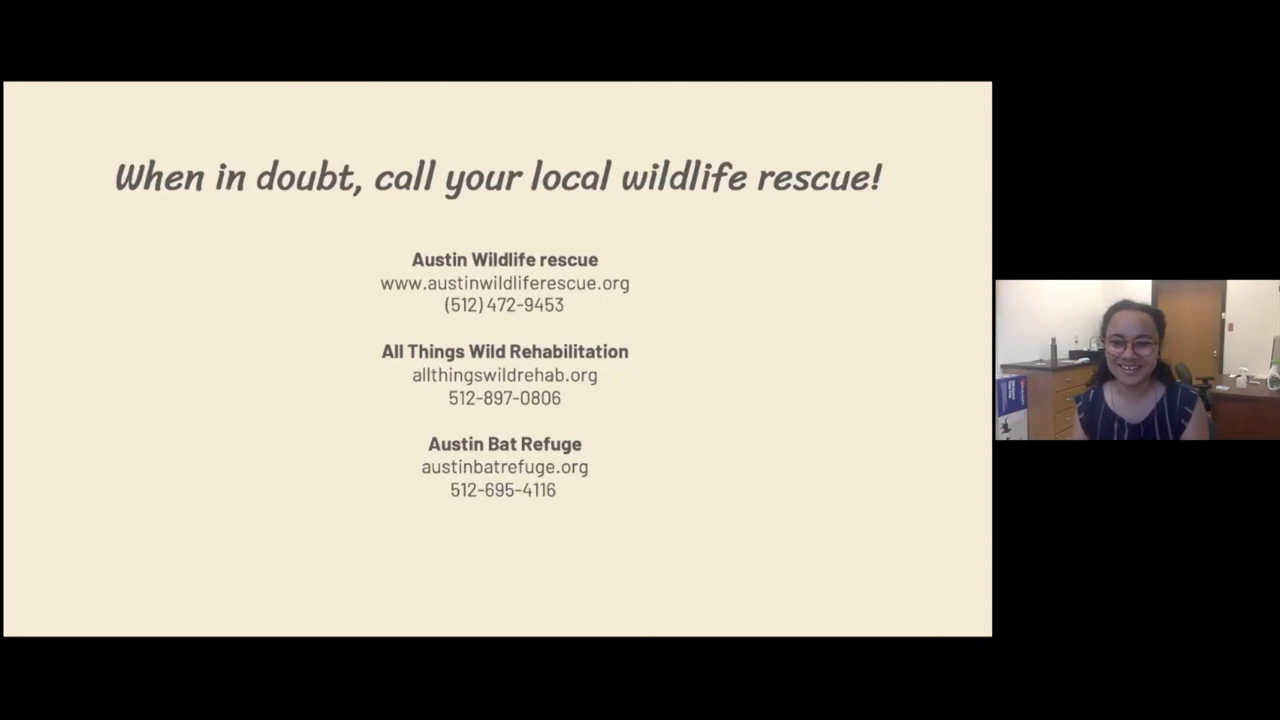 When in doubt, call your local wildlife rescue!
Austin Wildlife rescue
www.austinwildliferescue.org
(512) 472-9453
All Things Wild Rehabilitation
allthingswildrehab.org
512-897-0806
Austin Bat Refuge
austinbatrefuge.org
512-695-4116